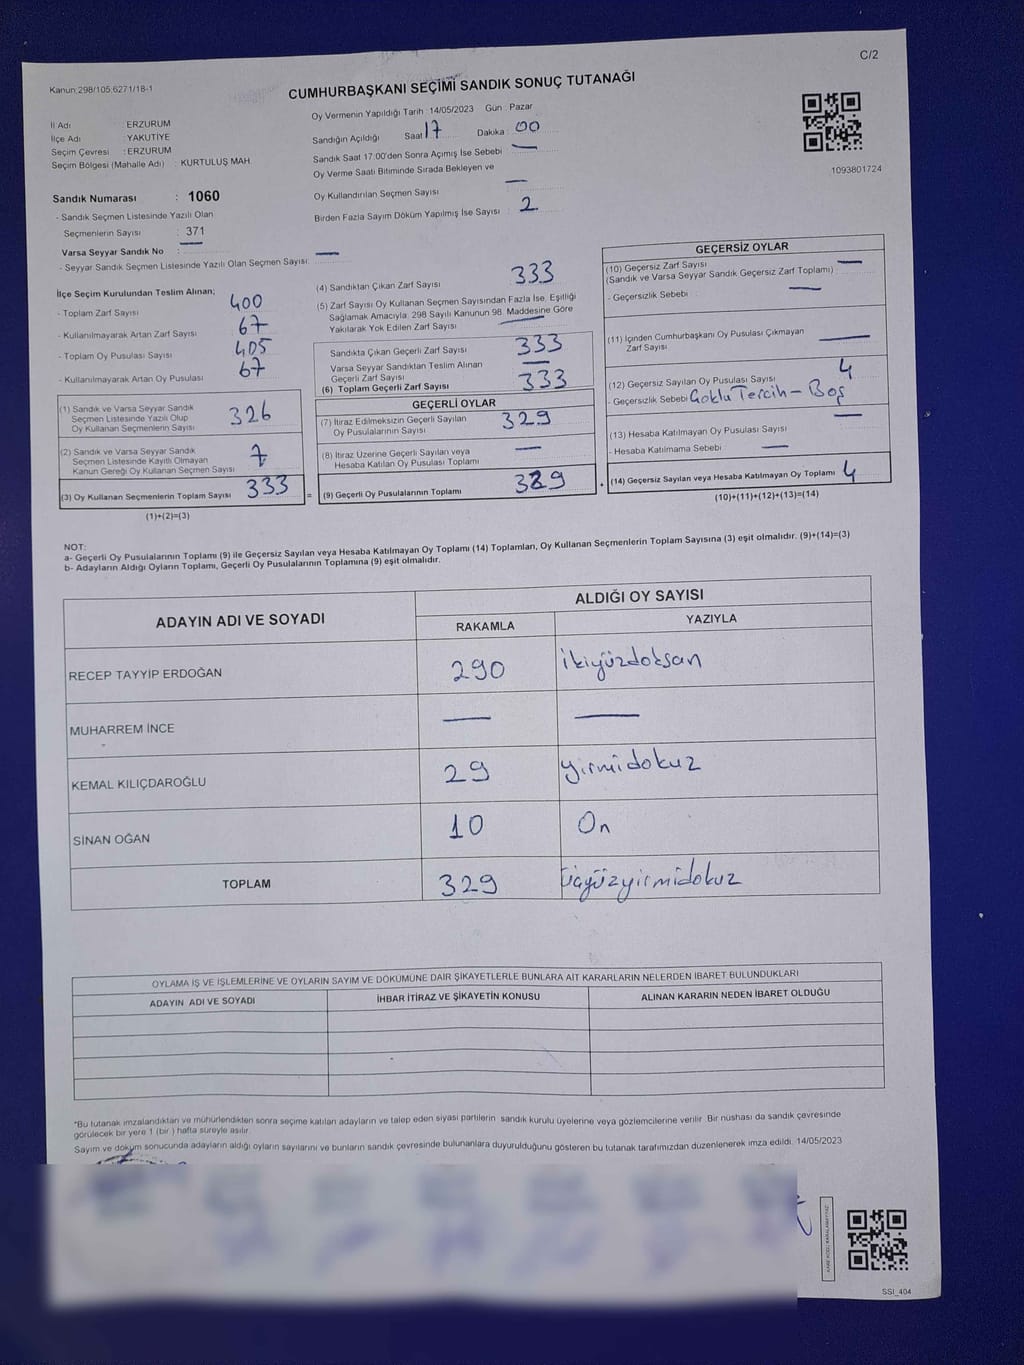 C/2
Kanun:298/105;6271/18-1
CUMHURBAŞKANI SEÇİMİ SANDIK SONUÇ TUTANAĞI
İl Adı : ERZURUM
İlçe Adı : YAKUTİYE
Seçim Çevresi : ERZURUM
Seçim Bölgesi (Mahalle Adı) : KURTULUŞ MAH
Oy Vermenin Yapıldığı Tarih : 14/05/2023 Gün : Pazar
Sandığın Açıldığı Saat 17 Dakika : 00
Sandık Saat 17:00'den Sonra Açımış İse Sebebi —
Oy Verme Saati Bitiminde Sırada Bekleyen ve
Oy Kullandırılan Seçmen Sayısı —
Birden Fazla Sayım Döküm Yapılmış İse Sayısı : 2
1093801724
Sandık Numarası : 1060
- Sandık Seçmen Listesinde Yazılı Olan
Seçmenlerin Sayısı : 371
Varsa Seyyar Sandık No : —
- Seyyar Sandık Seçmen Listesinde Yazılı Olan Seçmen Sayısı: —
İlçe Seçim Kurulundan Teslim Alınan;
- Toplam Zarf Sayısı 400
- Kullanılmayarak Artan Zarf Sayısı 67
- Toplam Oy Pusulası Sayısı 405
- Kullanılmayarak Artan Oy Pusulası 67
(1) Sandık ve Varsa Seyyar Sandık
Seçmen Listesinde Yazılı Olup
Oy Kullanan Seçmenlerin Sayısı 326
(2) Sandık ve Varsa Seyyar Sandık
Seçmen Listesinde Kayıtlı Olmayan
Kanun Gereği Oy Kullanan Seçmen Sayısı 7
(3) Oy Kullanan Seçmenlerin Toplam Sayısı 333
(1)+(2)=(3)
(4) Sandıktan Çıkan Zarf Sayısı 333
(5) Zarf Sayısı Oy Kullanan Seçmen Sayısından Fazla İse, Eşitliği
Sağlamak Amacıyla; 298 Sayılı Kanunun 98. Maddesine Göre
Yakılarak Yok Edilen Zarf Sayısı —
Sandıkta Çıkan Geçerli Zarf Sayısı 333
Varsa Seyyar Sandıktan Teslim Alınan
Geçerli Zarf Sayısı —
(6) Toplam Geçerli Zarf Sayısı 333
GEÇERLİ OYLAR
(7) İtiraz Edilmeksizin Geçerli Sayılan
Oy Pusulalarının Sayısı 329
(8) İtiraz Üzerine Geçerli Sayılan veya
Hesaba Katılan Oy Pusulası Toplamı —
= (9) Geçerli Oy Pusulalarının Toplamı 329
GEÇERSİZ OYLAR
(10) Geçersiz Zarf Sayısı —
(Sandık ve Varsa Seyyar Sandık Geçersiz Zarf Toplamı)
- Geçersizlik Sebebi : —
(11) İçinden Cumhurbaşkanı Oy Pusulası Çıkmayan
Zarf Sayısı —
(12) Geçersiz Sayılan Oy Pusulası Sayısı 4
- Geçersizlik Sebebi Çoklu Tercih - Boş
(13) Hesaba Katılmayan Oy Pusulası Sayısı —
- Hesaba Katılmama Sebebi : —
+ (14) Geçersiz Sayılan veya Hesaba Katılmayan Oy Toplamı 4
(10)+(11)+(12)+(13)=(14)
NOT:
a- Geçerli Oy Pusulalarının Toplamı (9) ile Geçersiz Sayılan veya Hesaba Katılmayan Oy Toplamı (14) Toplamları, Oy Kullanan Seçmenlerin Toplam Sayısına (3) eşit olmalıdır. (9)+(14)=(3)
b- Adayların Aldığı Oyların Toplamı, Geçerli Oy Pusulalarının Toplamına (9) eşit olmalıdır.
ADAYIN ADI VE SOYADI ALDIĞI OY SAYISI
RAKAMLA YAZIYLA
RECEP TAYYİP ERDOĞAN 290 ikiyüzdoksan
MUHARREM İNCE — —
KEMAL KILIÇDAROĞLU 29 yirmidokuz
SİNAN OĞAN 10 On
TOPLAM 329 üçyüzyirmidokuz
OYLAMA İŞ VE İŞLEMLERİNE VE OYLARIN SAYIM VE DÖKÜMÜNE DAİR ŞİKAYETLERLE BUNLARA AİT KARARLARIN NELERDEN İBARET BULUNDUKLARI
ADAYIN ADI VE SOYADI İHBAR İTİRAZ VE ŞİKAYETİN KONUSU ALINAN KARARIN NEDEN İBARET OLDUĞU
*Bu tutanak imzalandıktan ve mühürlendikten sonra seçime katılan adayların ve talep eden siyasi partilerin sandık kurulu üyelerine veya gözlemcilerine verilir. Bir nüshası da sandık çevresinde
görülecek bir yere 1 (bir ) hafta süreyle asılır.
Sayım ve döküm sonucunda adayların aldığı oyların sayılarını ve bunların sandık çevresinde bulunanlara duyurulduğunu gösteren bu tutanak tarafımızdan düzenlenerek imza edildi. 14/05/2023
KARE KODU KARALAMAYINIZ
SSI_404